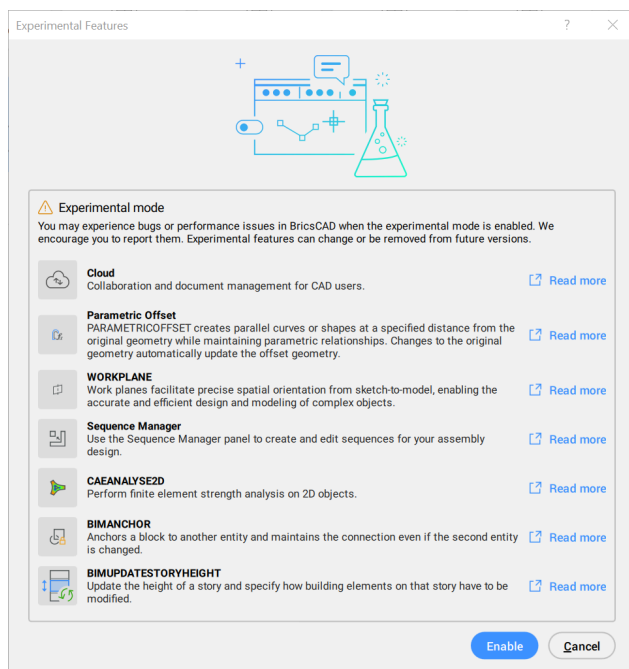 Experimental Features
Experimental mode
You may experience bugs or performance issues in BricsCAD when the experimental mode is enabled. We
encourage you to report them. Experimental features can change or be removed from future versions.
Cloud
Collaboration and document management for CAD users.
Read more
Parametric Offset
PARAMETRICOFFSET creates parallel curves or shapes at a specified distance from the
original geometry while maintaining parametric relationships. Changes to the original
geometry automatically update the offset geometry.
Read more
WORKPLANE
Work planes facilitate precise spatial orientation from sketch-to-model, enabling the
accurate and efficient design and modeling of complex objects.
Read more
Sequence Manager
Use the Sequence Manager panel to create and edit sequences for your assembly
design.
Read more
CAEANALYSE2D
Perform finite element strength analysis on 2D objects.
Read more
BIMANCHOR
Anchors a block to another entity and maintains the connection even if the second entity
is changed.
Read more
BIMUPDATESTORYHEIGHT
Update the height of a story and specify how building elements on that story have to be
modified.
Read more
Enable
Cancel